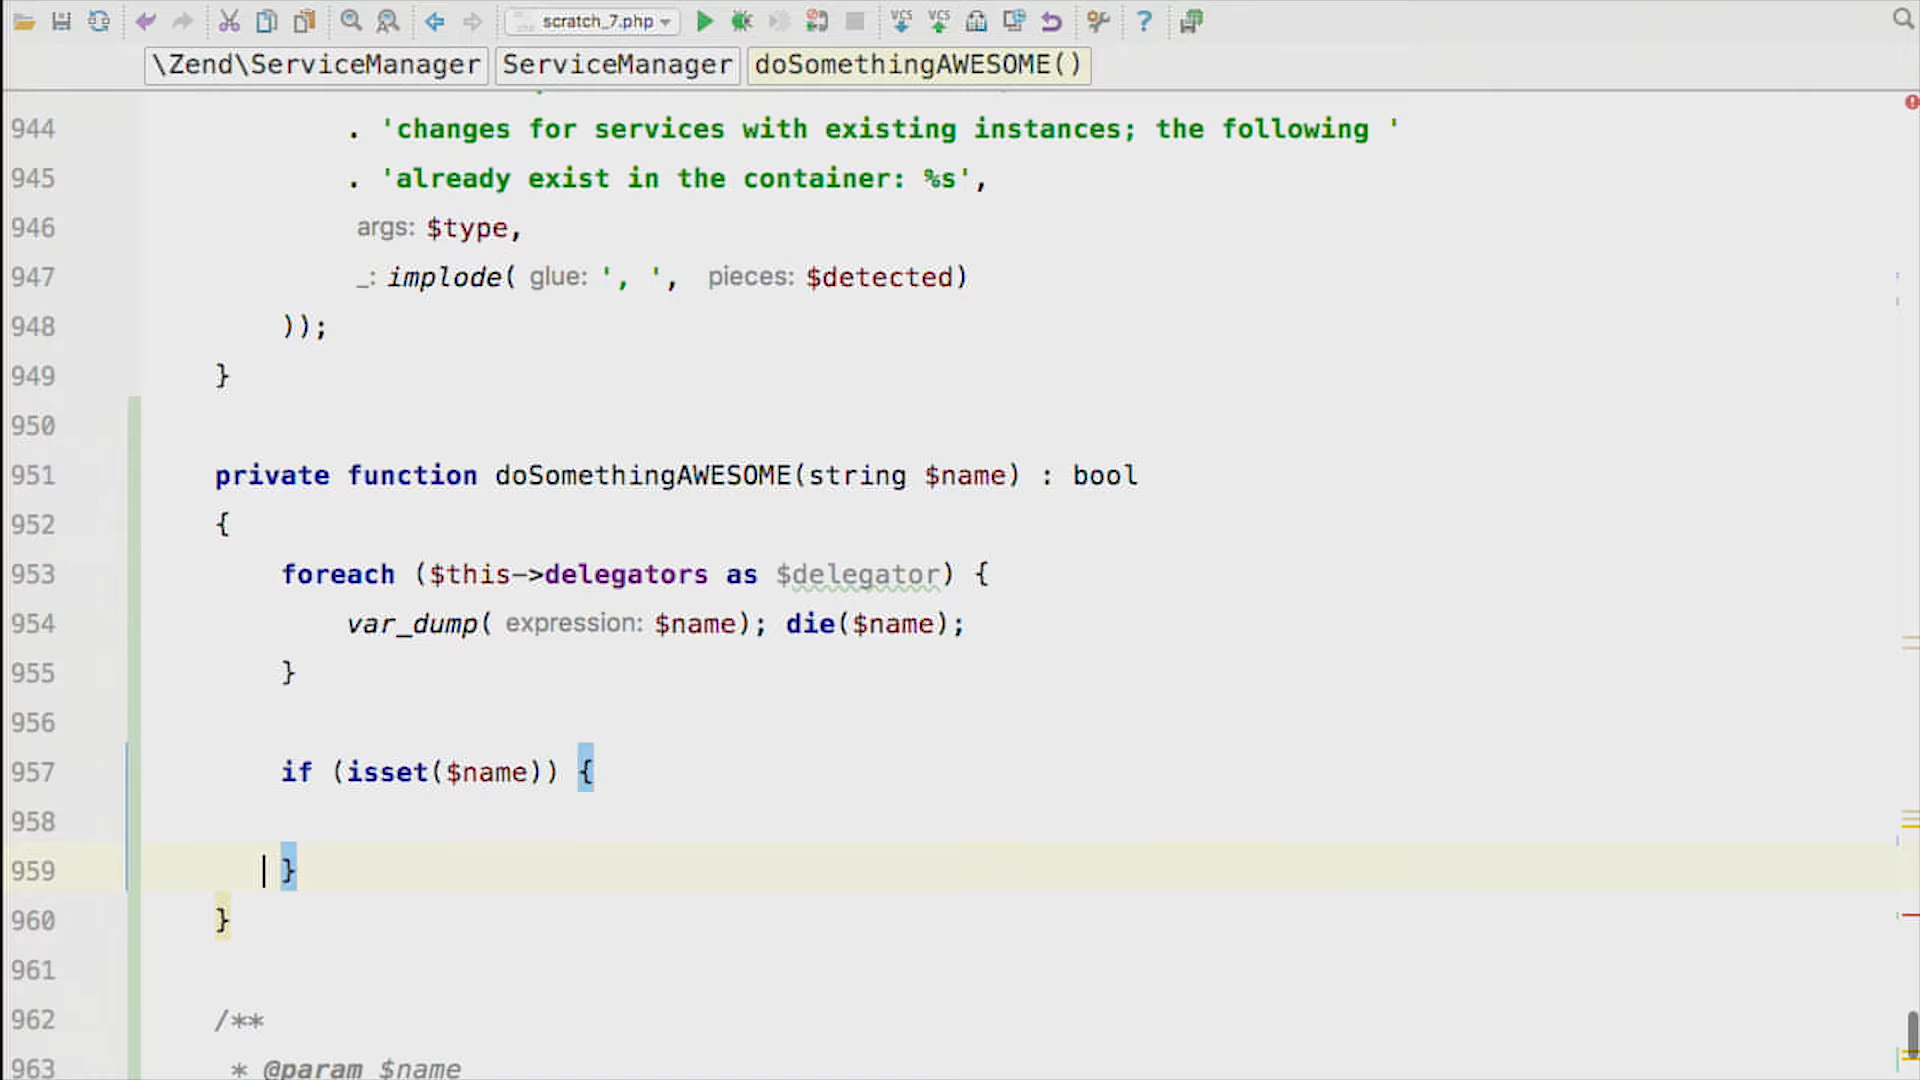 scratch_7.php
VCS VCS
\Zend\ServiceManager ServiceManager doSomethingAWESOME()
944 . 'changes for services with existing instances; the following '
945 . 'already exist in the container: %s',
946 args: $type,
947 _: implode( glue: ', ', pieces: $detected)
948 ));
949 }
950
951 private function doSomethingAWESOME(string $name) : bool
952 {
953 foreach ($this->delegators as $delegator) {
954 var_dump( expression: $name); die($name);
955 }
956
957 if (isset($name)) {
958
959 }
960 }
961
962 /**
963 * @param $name